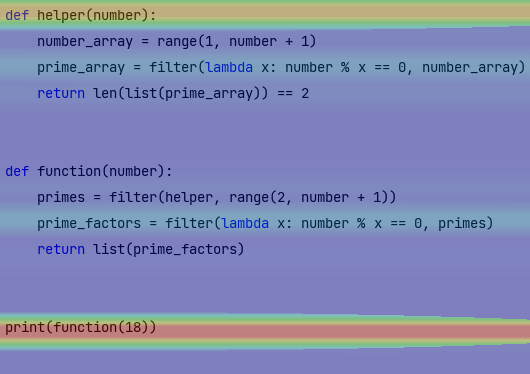 def helper(number):
    number_array = range(1, number + 1)
    prime_array = filter(lambda x: number % x == 0, number_array)
    return len(list(prime_array)) == 2
def function(number):
    primes = filter(helper, range(2, number + 1))
    prime_factors = filter(lambda x: number % x == 0, primes)
    return list(prime_factors)
print(function(18))